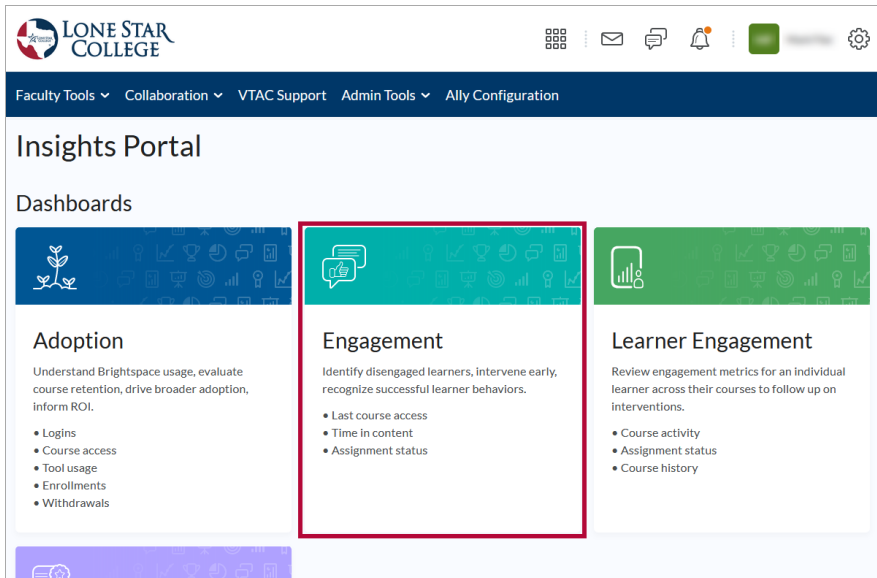 LONE STAR
COLLEGE
Faculty Tools Collaboration VTAC Support Admin Tools Ally Configuration
Insights Portal
Dashboards
Adoption
Understand Brightspace usage, evaluate
course retention, drive broader adoption,
inform ROI.
• Logins
• Course access
• Tool usage
• Enrollments
• Withdrawals
Engagement
Identify disengaged learners, intervene early,
recognize successful learner behaviors.
• Last course access
• Time in content
• Assignment status
Learner Engagement
Review engagement metrics for an individual
learner across their courses to follow up on
interventions.
• Course activity
• Assignment status
• Course history